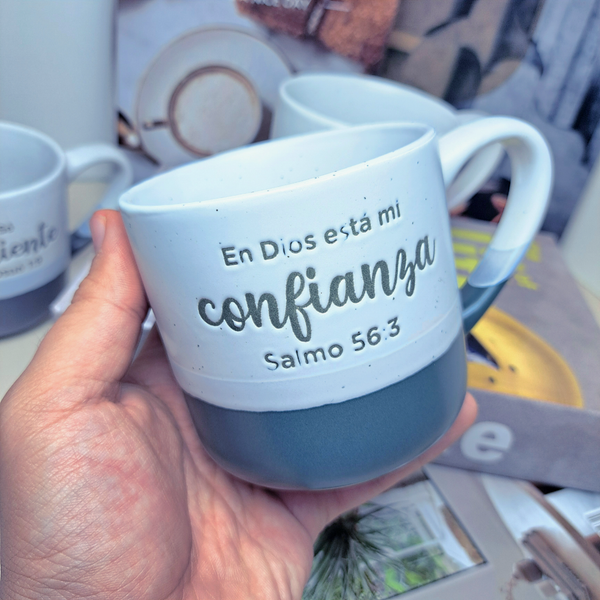 En Dios está mi
confianza
Salmo 56:3